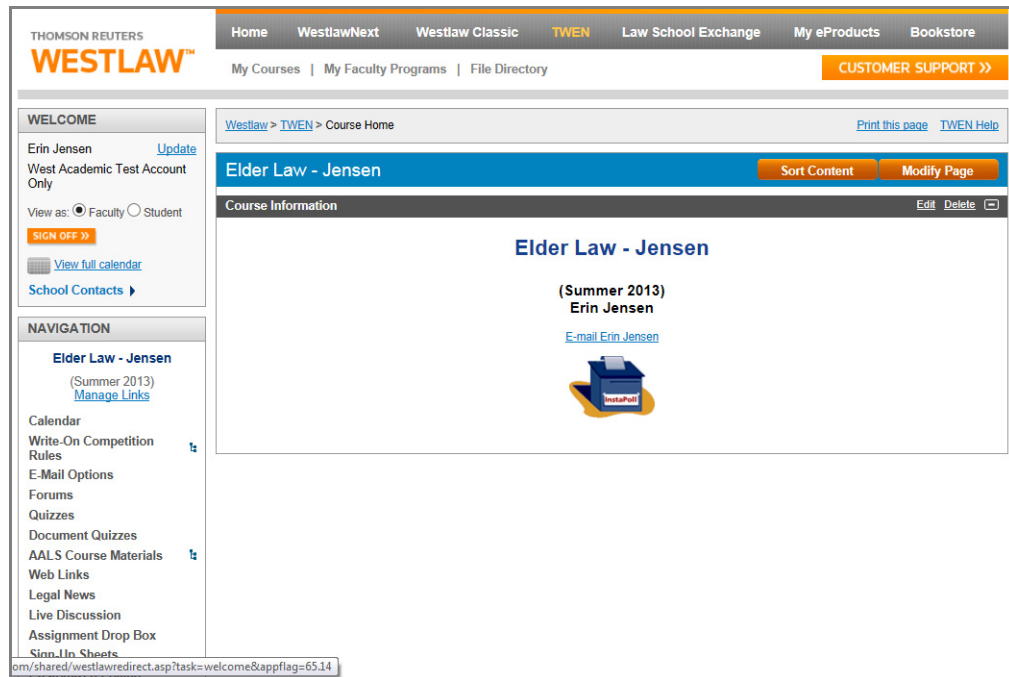 THOMSON REUTERS
WESTLAW™
Home WestlawNext Westlaw Classic TWEN Law School Exchange My eProducts Bookstore
My Courses | My Faculty Programs | File Directory
CUSTOMER SUPPORT »
WELCOME
Erin Jensen Update
West Academic Test Account
Only
View as: Faculty Student
SIGN OFF »
View full calendar
School Contacts
NAVIGATION
Elder Law - Jensen
(Summer 2013)
Manage Links
Calendar
Write-On Competition
Rules
E-Mail Options
Forums
Quizzes
Document Quizzes
AALS Course Materials
Web Links
Legal News
Live Discussion
Assignment Drop Box
Sign-Up Sheets
om/shared/westlawredirect.asp?task=welcome&appflag=65.14
Westlaw > TWEN > Course Home
Print this page TWEN Help
Elder Law - Jensen
Sort Content Modify Page
Course Information
Edit Delete
Elder Law - Jensen
(Summer 2013)
Erin Jensen
E-mail Erin Jensen
InstaPoll